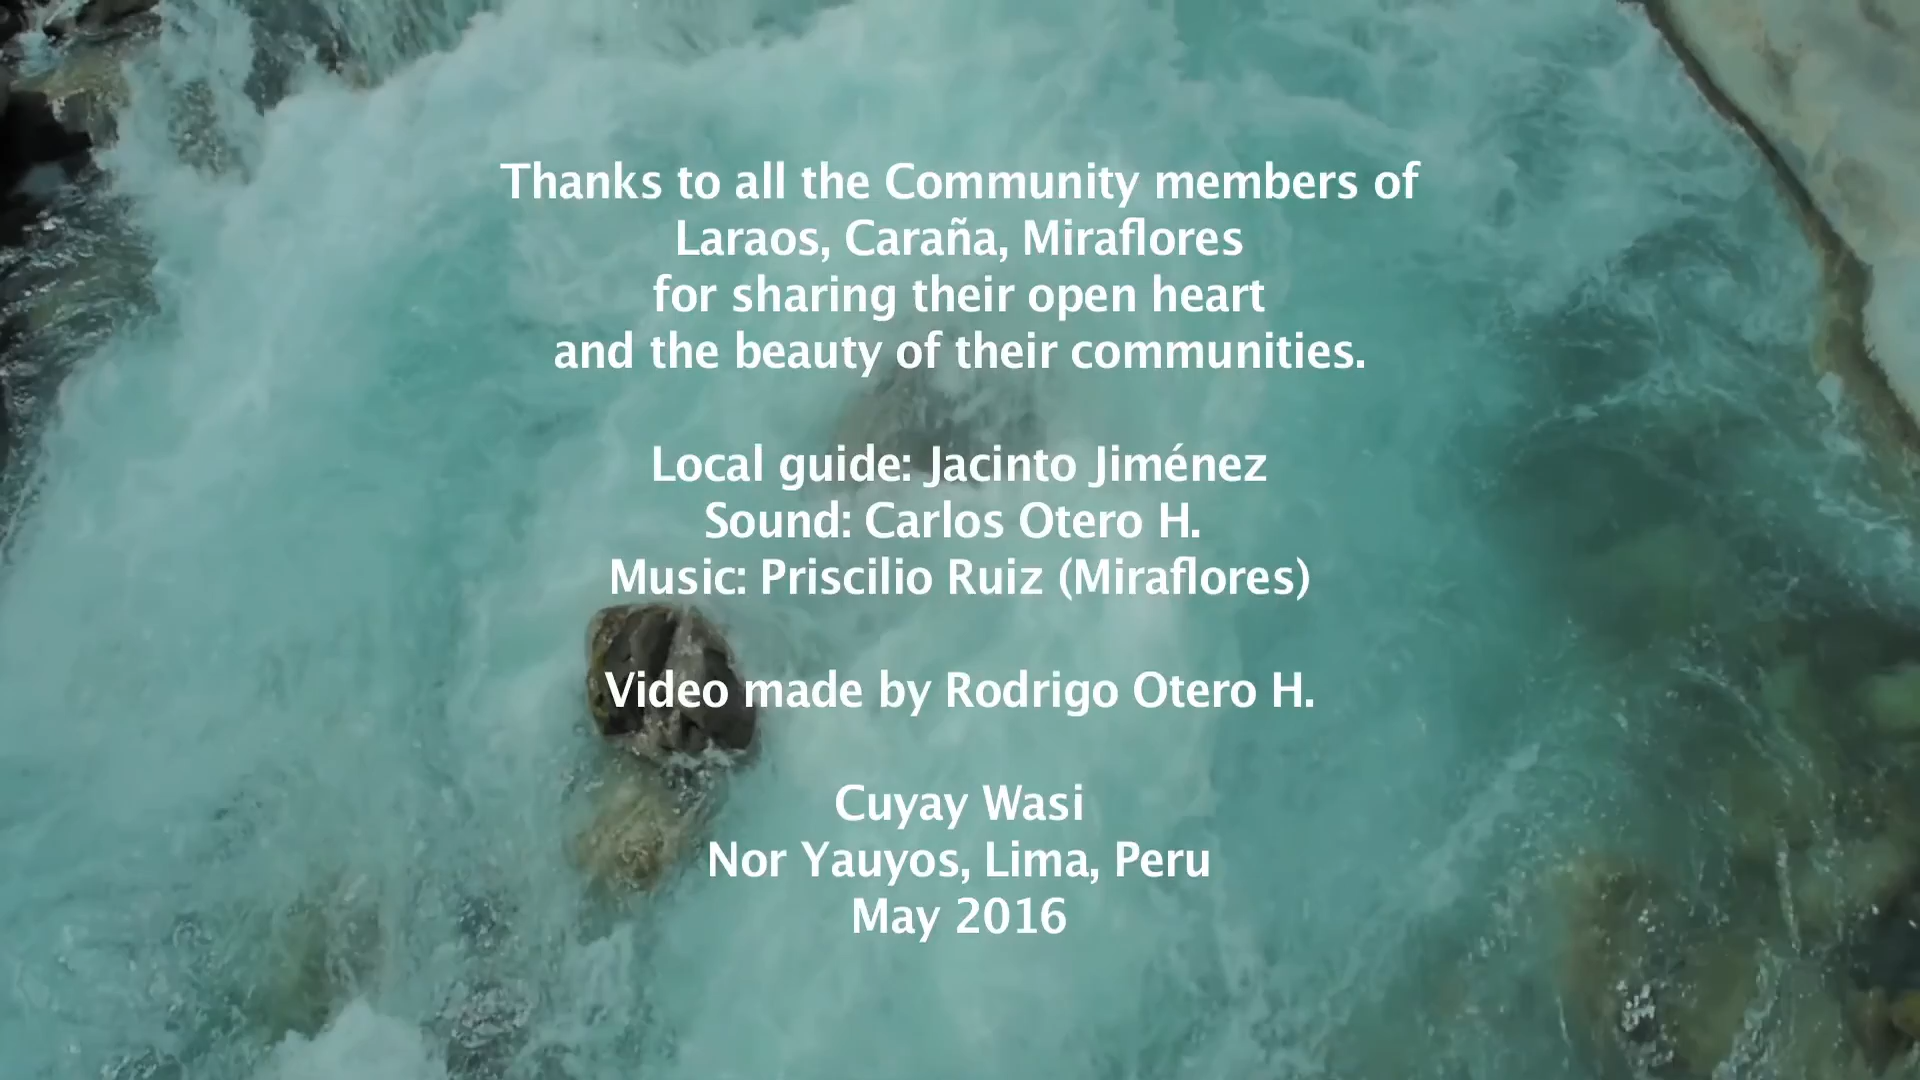 Thanks to all the Community members of
Laraos, Caraña, Miraflores
for sharing their open heart
and the beauty of their communities.
Local guide: Jacinto Jiménez
Sound: Carlos Otero H.
Music: Priscilio Ruiz (Miraflores)
Video made by Rodrigo Otero H.
Cuyay Wasi
Nor Yauyos, Lima, Peru
May 2016